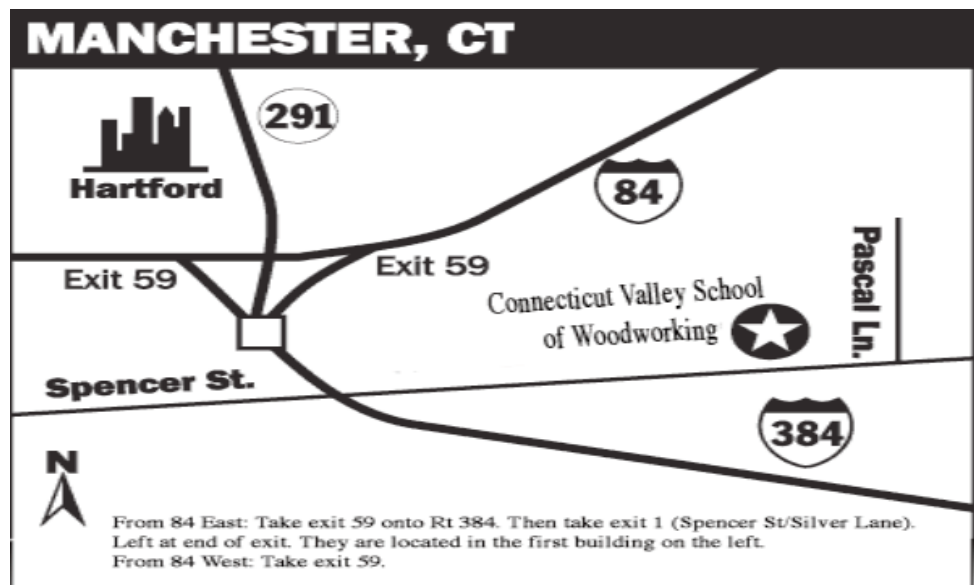 MANCHESTER, CT
291
Hartford
84
Exit 59
Exit 59
Pascal Ln.
Connecticut Valley School
of Woodworking
Spencer St.
384
N
From 84 East: Take exit 59 onto Rt 384. Then take exit 1 (Spencer St/Silver Lane).
Left at end of exit. They are located in the first building on the left.
From 84 West: Take exit 59.